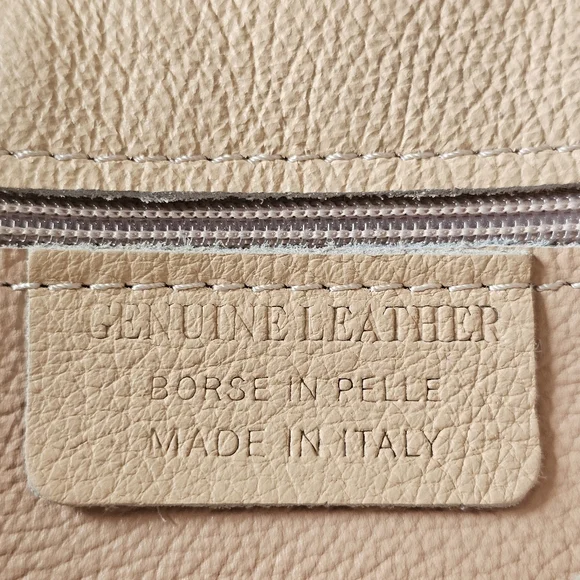 GENUINE LEATHER
BORSE IN PELLE
MADE IN ITALY